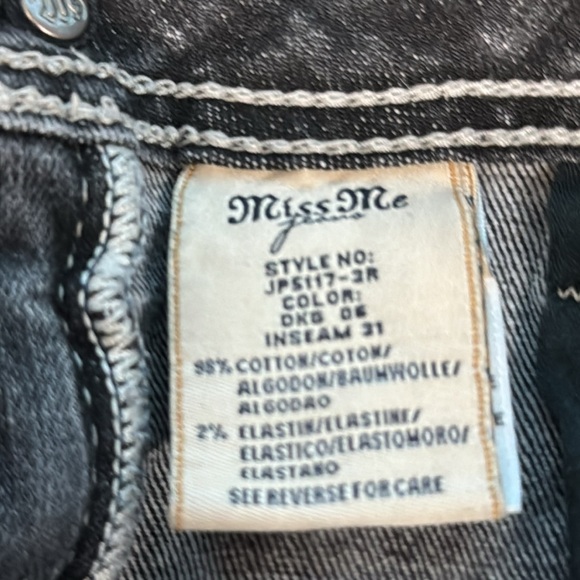 Miss Me
Jeans
STYLE NO:
JP5117-3R
COLOR:
DKG 06
INSEAM 31
98% COTTON/COTON/
ALGODON/BAUMWOLLE/
ALGODAO
2% ELASTIN/ELASTINE/
ELASTICO/ELASTOMORO/
ELASTANO
SEE REVERSE FOR CARE